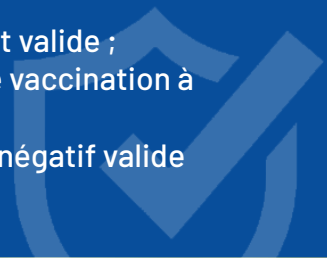 t valide ;
vaccination à
négatif valide